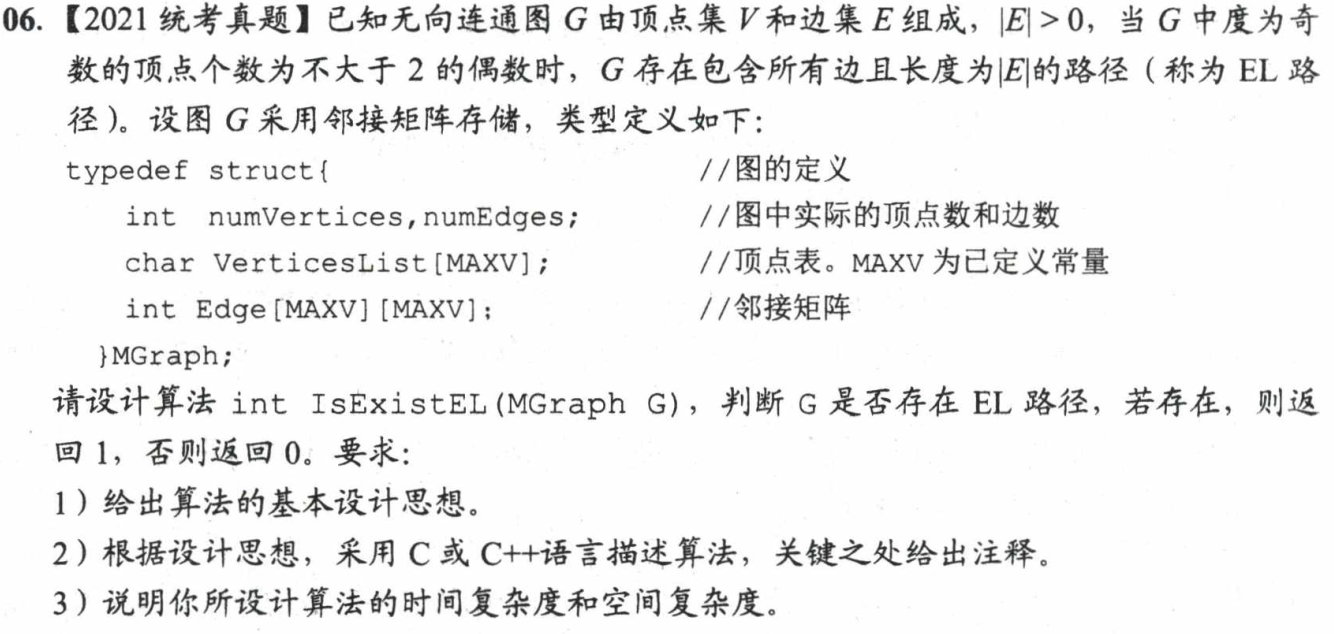 06.【2021 统考真题】已知无向连通图 G 由顶点集 V 和边集 E 组成，|E| > 0，当 G 中度为奇
数的顶点个数为不大于 2 的偶数时，G 存在包含所有边且长度为|E|的路径（称为 EL 路
径）。设图 G 采用邻接矩阵存储，类型定义如下：
typedef struct{ //图的定义
int numVertices,numEdges; //图中实际的顶点数和边数
char VerticesList[MAXV]; //顶点表。MAXV 为已定义常量
int Edge[MAXV][MAXV]; //邻接矩阵
}MGraph;
请设计算法 int IsExistEL(MGraph G)，判断 G 是否存在 EL 路径，若存在，则返
回 1，否则返回 0。要求：
1）给出算法的基本设计思想。
2）根据设计思想，采用 C 或 C++语言描述算法，关键之处给出注释。
3）说明你所设计算法的时间复杂度和空间复杂度。